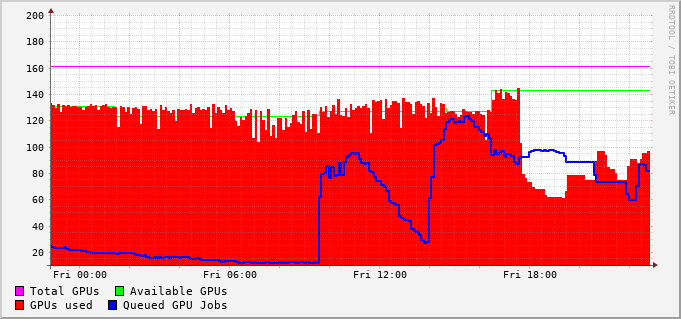 200
180
160
140
120
100
80
60
40
20
Fri 00:00 Fri 06:00 Fri 12:00 Fri 18:00
Total GPUs Available GPUs
GPUs used Queued GPU Jobs
RRDTOOL / TOBI OETIKER